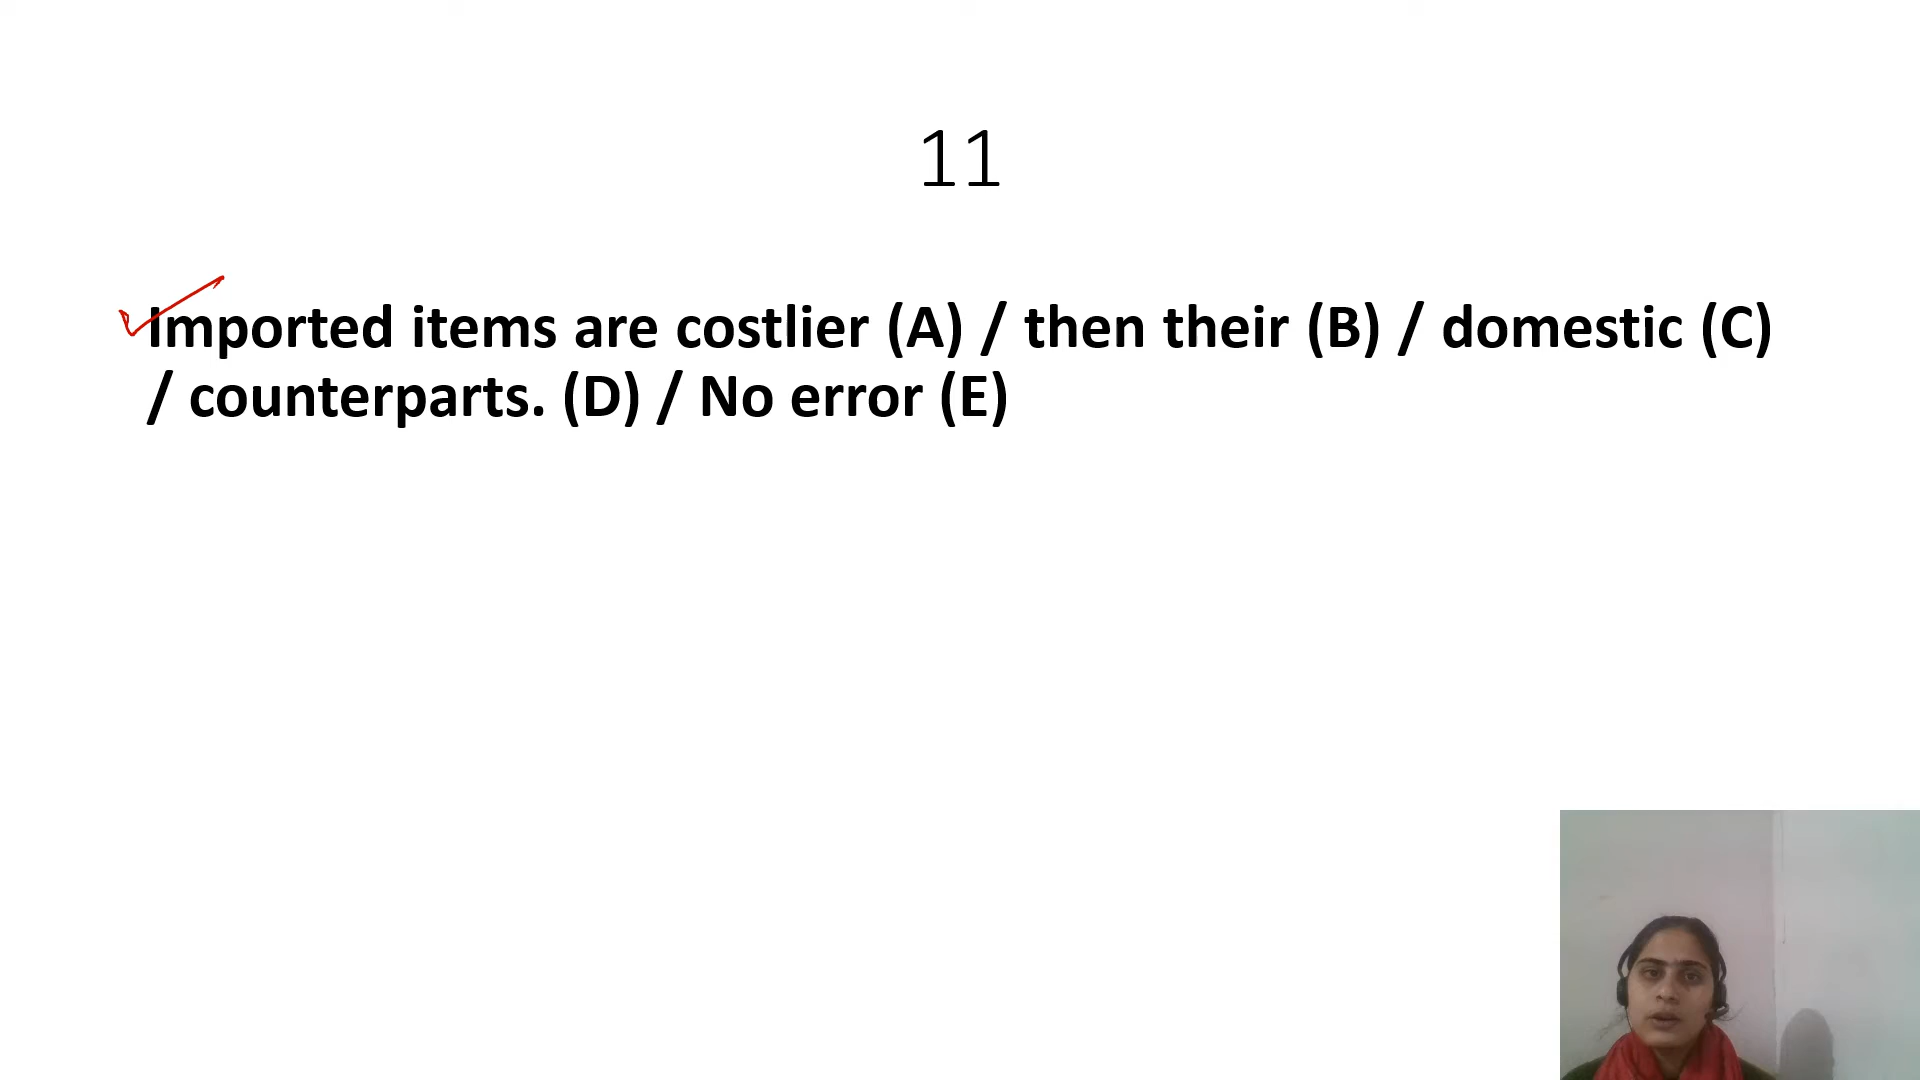 11
Imported items are costlier (A) / then their (B) / domestic (C)
/ counterparts. (D) / No error (E)